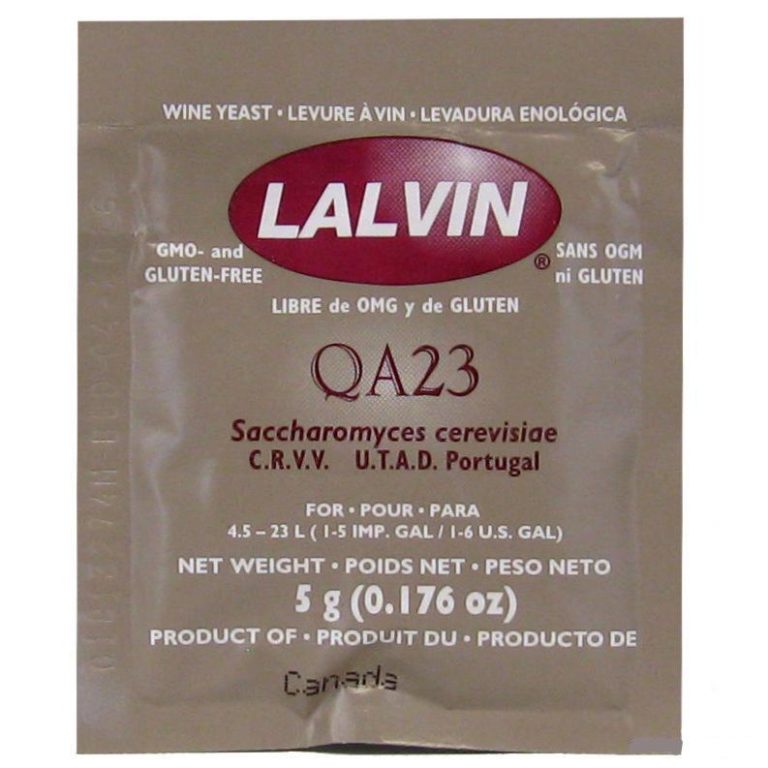 WINE YEAST • LEVURE À VIN • LEVADURA ENOLÓGICA
LALVIN®
GMO- and
GLUTEN-FREE
SANS OGM
ni GLUTEN
LIBRE de OMG y de GLUTEN
QA23
Saccharomyces cerevisiae
C.R.V.V. U.T.A.D. Portugal
FOR • POUR • PARA
4.5 – 23 L ( 1-5 IMP. GAL / 1-6 U.S. GAL)
NET WEIGHT • POIDS NET • PESO NETO
5 g (0.176 oz)
PRODUCT OF • PRODUIT DU • PRODUCTO DE
Canada